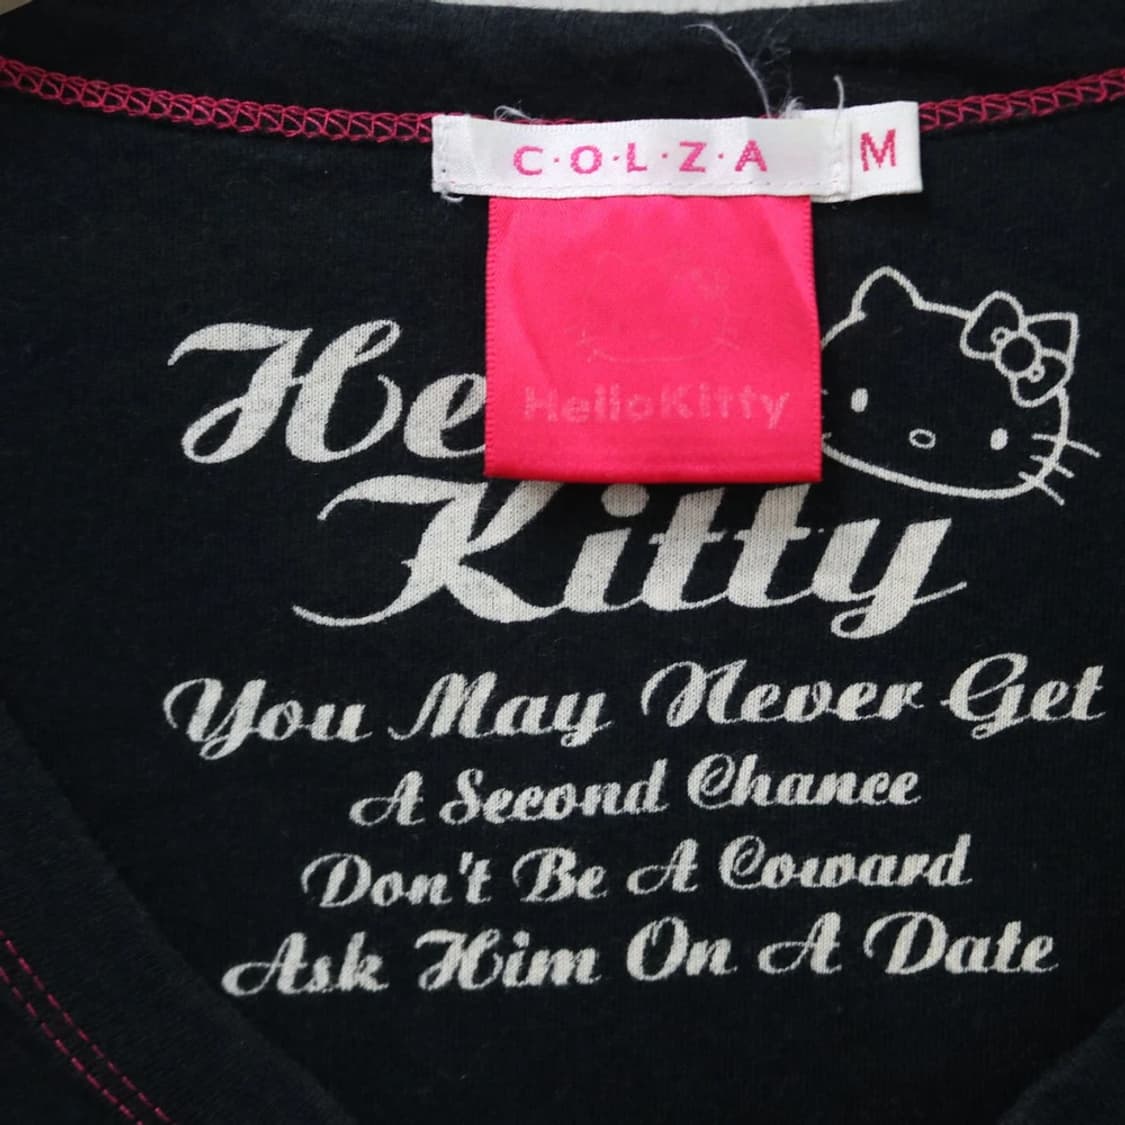 C·O·L·Z·A
M
HelloKitty
He
Kitty
You May Never Get
A Second Chance
Don't Be A Coward
Ask Him On A Date